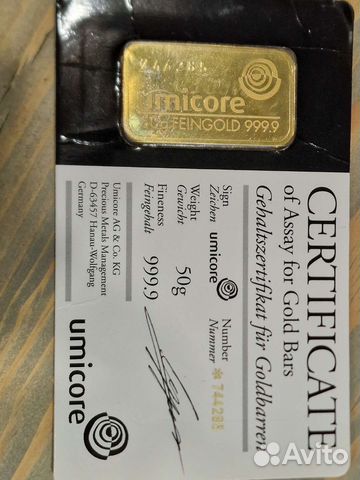 744285
umicore
50g FEINGOLD 999.9
CERTIFICATE
of Assay for Gold Bars
Gehaltszertifikat für Goldbarren
Sign
Zeichen
umicore
Number
Nummer
744285
Weight
Gewicht
50g
Fineness
Feingehalt
999.9
Umicore AG & Co. KG
Precious Metals Management
D-63457 Hanau-Wolfgang
Germany
umicore
Avito